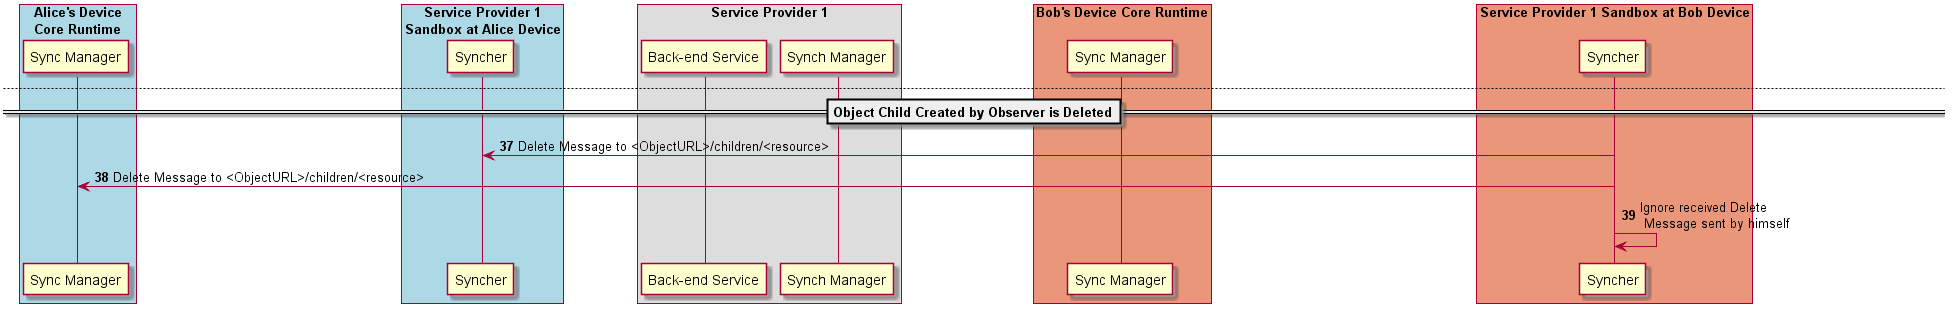 Alice's Device
Core Runtime
Service Provider 1
Sandbox at Alice Device
Service Provider 1
Bob's Device Core Runtime
Service Provider 1 Sandbox at Bob Device
Sync Manager
Syncher
Back-end Service
Synch Manager
Sync Manager
Syncher
Object Child Created by Observer is Deleted
37 Delete Message to <ObjectURL>/children/<resource>
38 Delete Message to <ObjectURL>/children/<resource>
39 Ignore received Delete
Message sent by himself
Sync Manager
Syncher
Back-end Service
Synch Manager
Sync Manager
Syncher